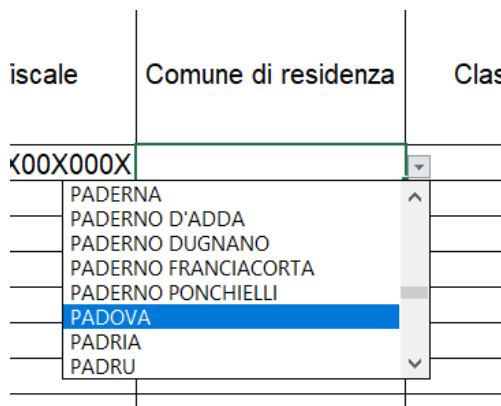 iscale Comune di residenza Clas
X00X000X
PADERNA
PADERNO D'ADDA
PADERNO DUGNANO
PADERNO FRANCIACORTA
PADERNO PONCHIELLI
PADOVA
PADRIA
PADRU